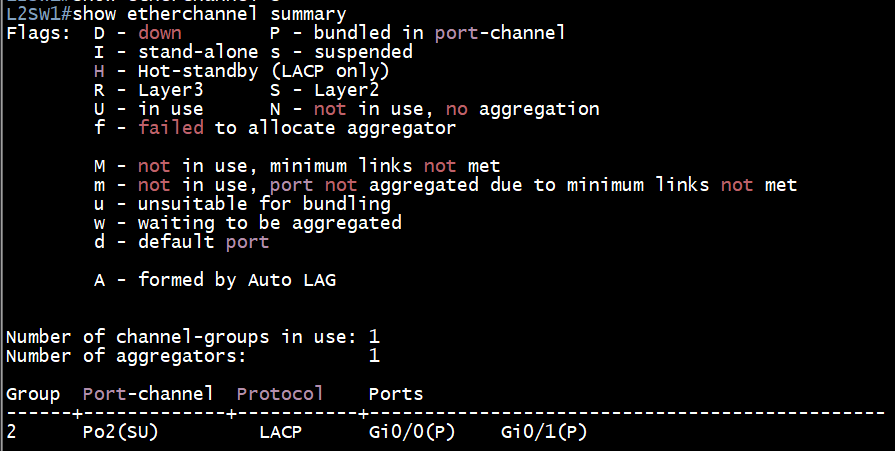 L2SW1#show etherchannel summary
Flags:  D - down        P - bundled in port-channel
        I - stand-alone s - suspended
        H - Hot-standby (LACP only)
        R - Layer3      S - Layer2
        U - in use      N - not in use, no aggregation
        f - failed to allocate aggregator

        M - not in use, minimum links not met
        m - not in use, port not aggregated due to minimum links not met
        u - unsuitable for bundling
        w - waiting to be aggregated
        d - default port

        A - formed by Auto LAG


Number of channel-groups in use: 1
Number of aggregators:           1

Group  Port-channel  Protocol    Ports
------+-------------+-----------+-----------------------------------------------
2      Po2(SU)         LACP      Gi0/0(P)    Gi0/1(P)